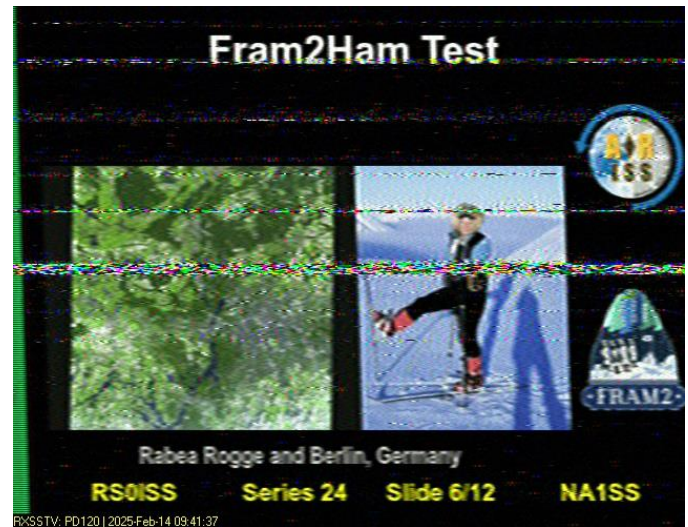 Fram2Ham Test
ARISS
FRAM2
Rabea Rogge and Berlin, Germany
RS0ISS Series 24 Slide 6/12 NA1SS
RXSSTV: PD120 | 2025-Feb-14 09:41:37